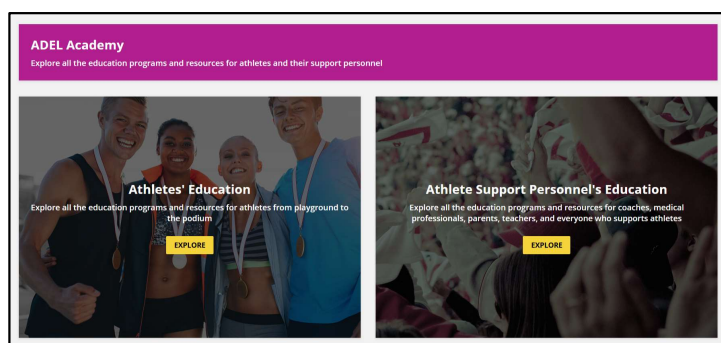 ADEL Academy
Explore all the education programs and resources for athletes and their support personnel
Athletes' Education
Explore all the education programs and resources for athletes from playground to
the podium
EXPLORE
Athlete Support Personnel's Education
Explore all the education programs and resources for coaches, medical
professionals, parents, teachers, and everyone who supports athletes
EXPLORE